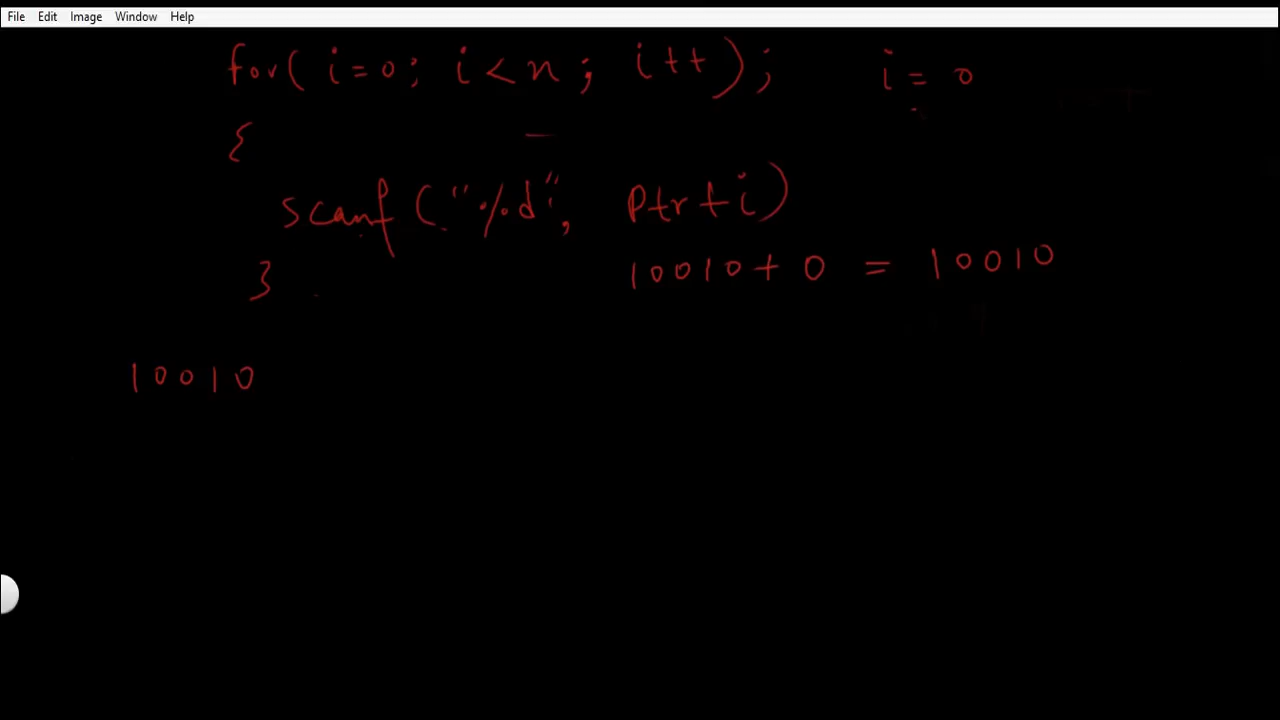 File Edit Image Window Help
for( i=0; i<n; i++); i = 0
{
scanf ("%d", Ptr+i)
10010+0 = 10010
}
10010